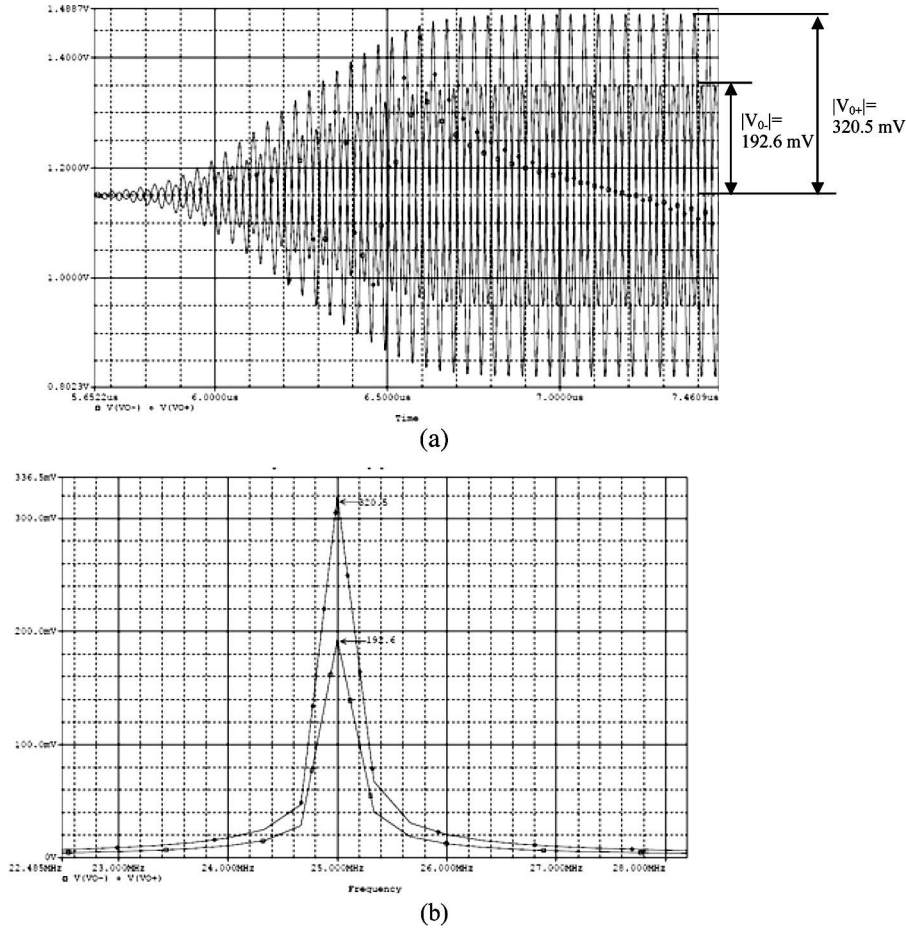 (a)
1.4887V
1.4000V
1.2000V
1.0000V
0.8023V
5.6522us 6.0000us 6.5000us 7.0000us 7.4609us
V(VO-) V(VO+)
Time
|V0-|=
192.6 mV
|V0+|=
320.5 mV
(a)
336.5mV
300.0mV
200.0mV
100.0mV
0V
320.5
192.6
22.485MHz 23.000MHz 24.000MHz 25.000MHz 26.000MHz 27.000MHz 28.000MHz
V(VO-) V(VO+)
Frequency
(b)